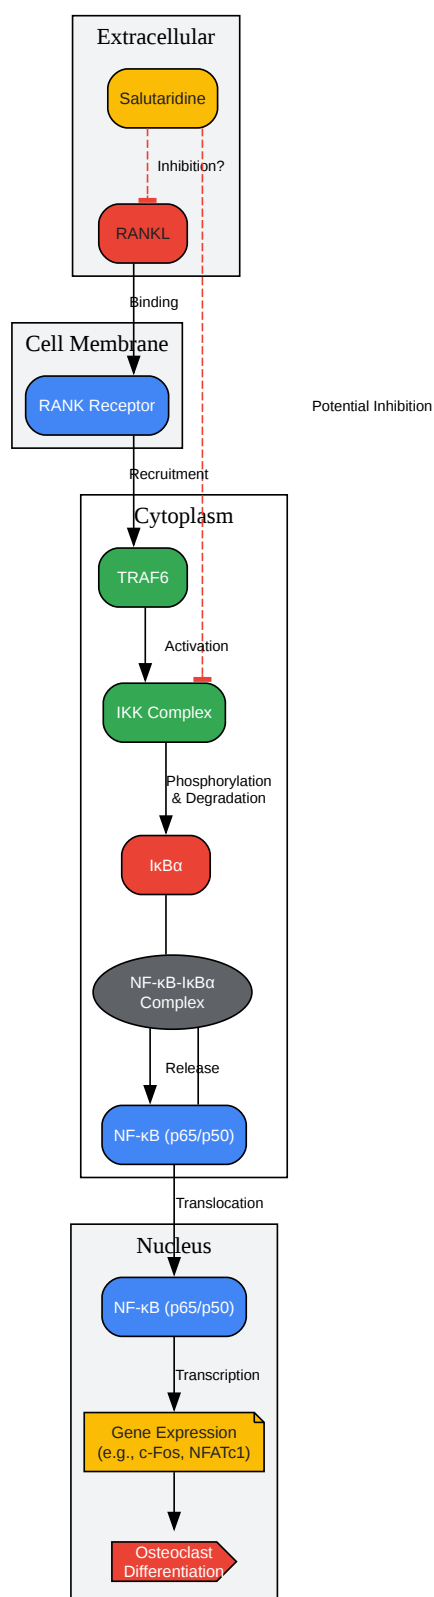 Extracellular
Salutaridine
Inhibition?
RANKL
Binding
Cell Membrane
RANK Receptor
Potential Inhibition
Recruitment
Cytoplasm
TRAF6
Activation
IKK Complex
Phosphorylation
& Degradation
IκBα
NF-κB-IκBα
Complex
Release
NF-κB (p65/p50)
Translocation
Nucleus
NF-κB (p65/p50)
Transcription
Gene Expression
(e.g., c-Fos, NFATc1)
Osteoclast
Differentiation